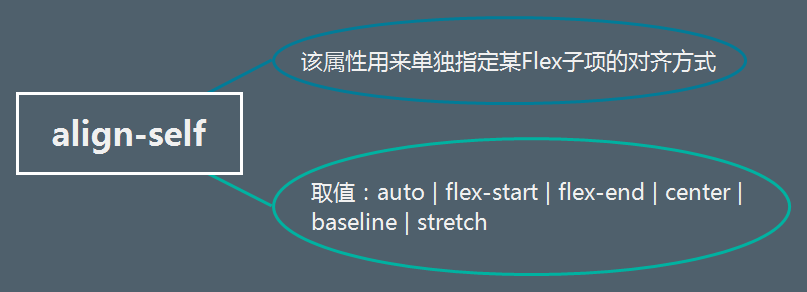 该属性用来单独指定某Flex子项的对齐方式
align-self
取值：auto | flex-start | flex-end | center |
baseline | stretch